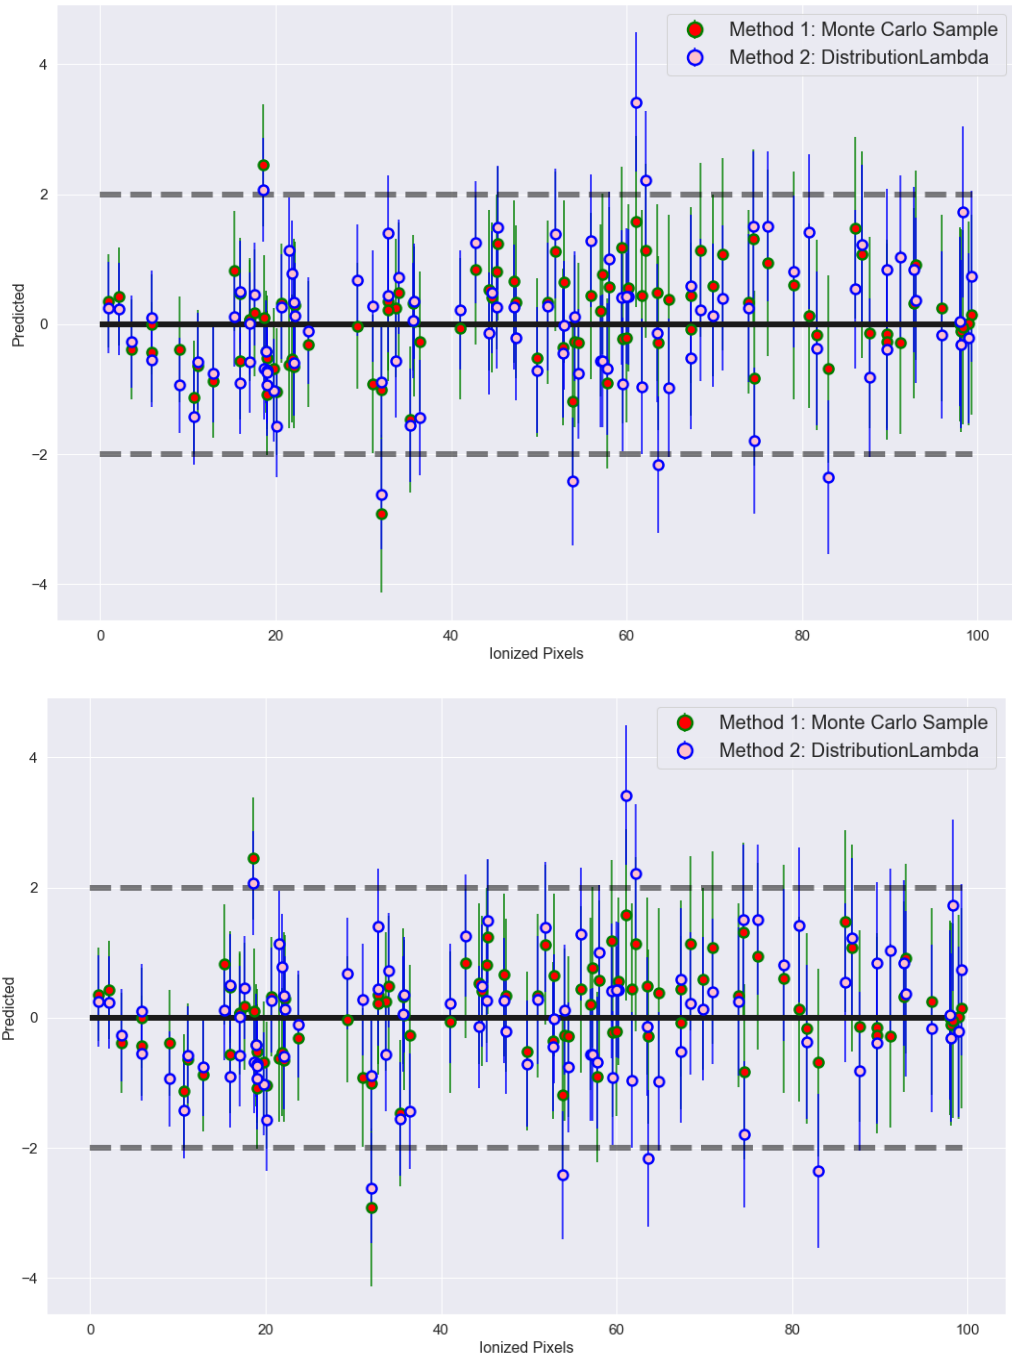 Method 1: Monte Carlo Sample
Method 2: DistributionLambda
4
2
0
−2
−4
Predicted
0 20 40 60 80 100
Ionized Pixels
Method 1: Monte Carlo Sample
Method 2: DistributionLambda
4
2
0
−2
−4
Predicted
0 20 40 60 80 100
Ionized Pixels